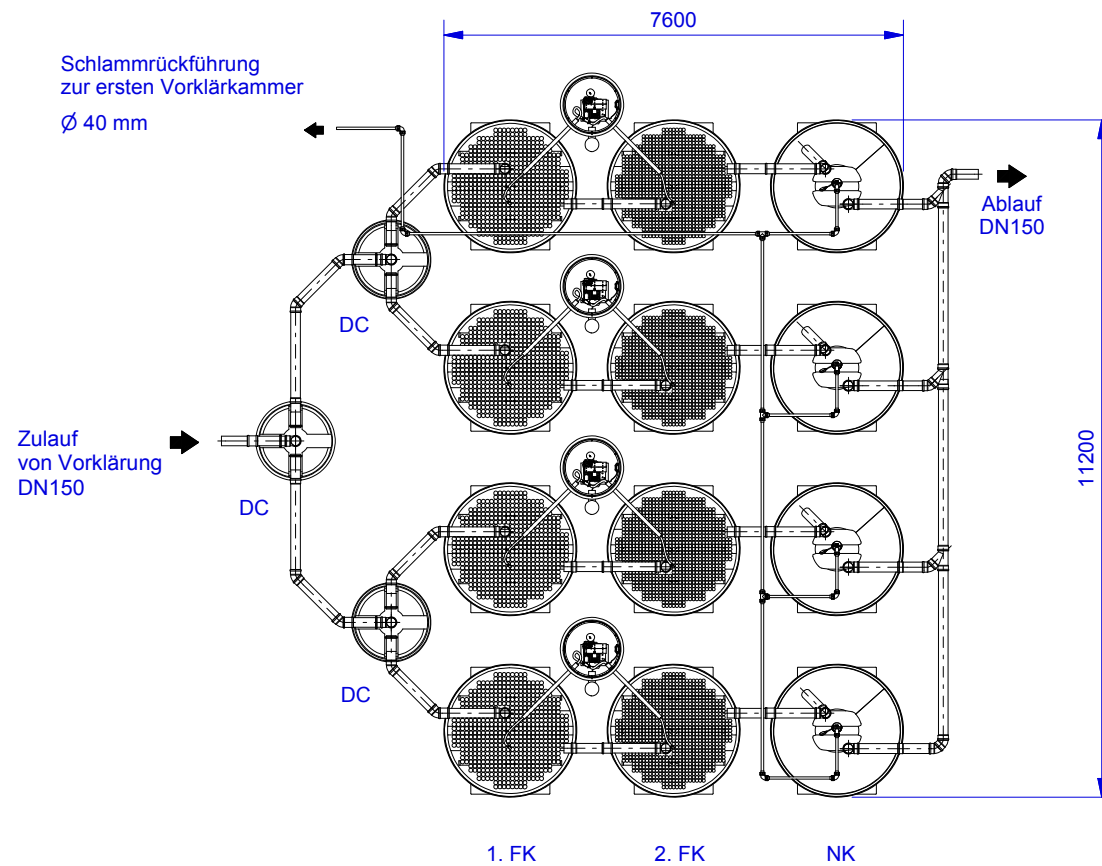 7600
Schlammrückführung
zur ersten Vorklärkammer
Ø 40 mm
Ablauf
DN150
DC
Zulauf
von Vorklärung
DN150
DC
11200
DC
1. FK
2. FK
NK